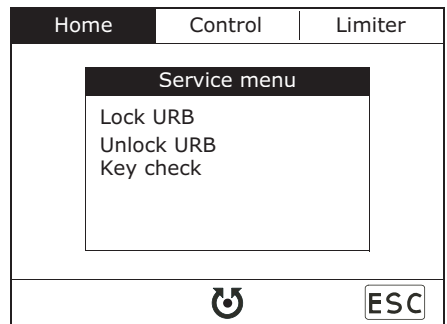 Home Control Limiter
Service menu
Lock URB
Unlock URB
Key check
ESC